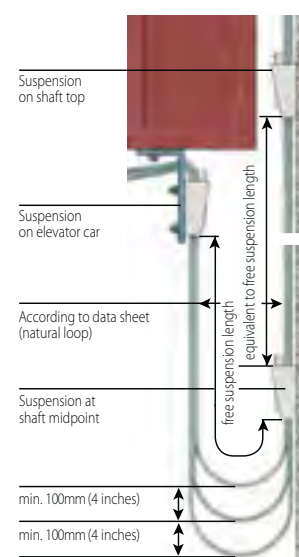 Suspension
on shaft top
Suspension
on elevator car
equivalent to free suspension length
free suspension length
According to data sheet
(natural loop)
Suspension at
shaft midpoint
min. 100mm (4 inches)
min. 100mm (4 inches)